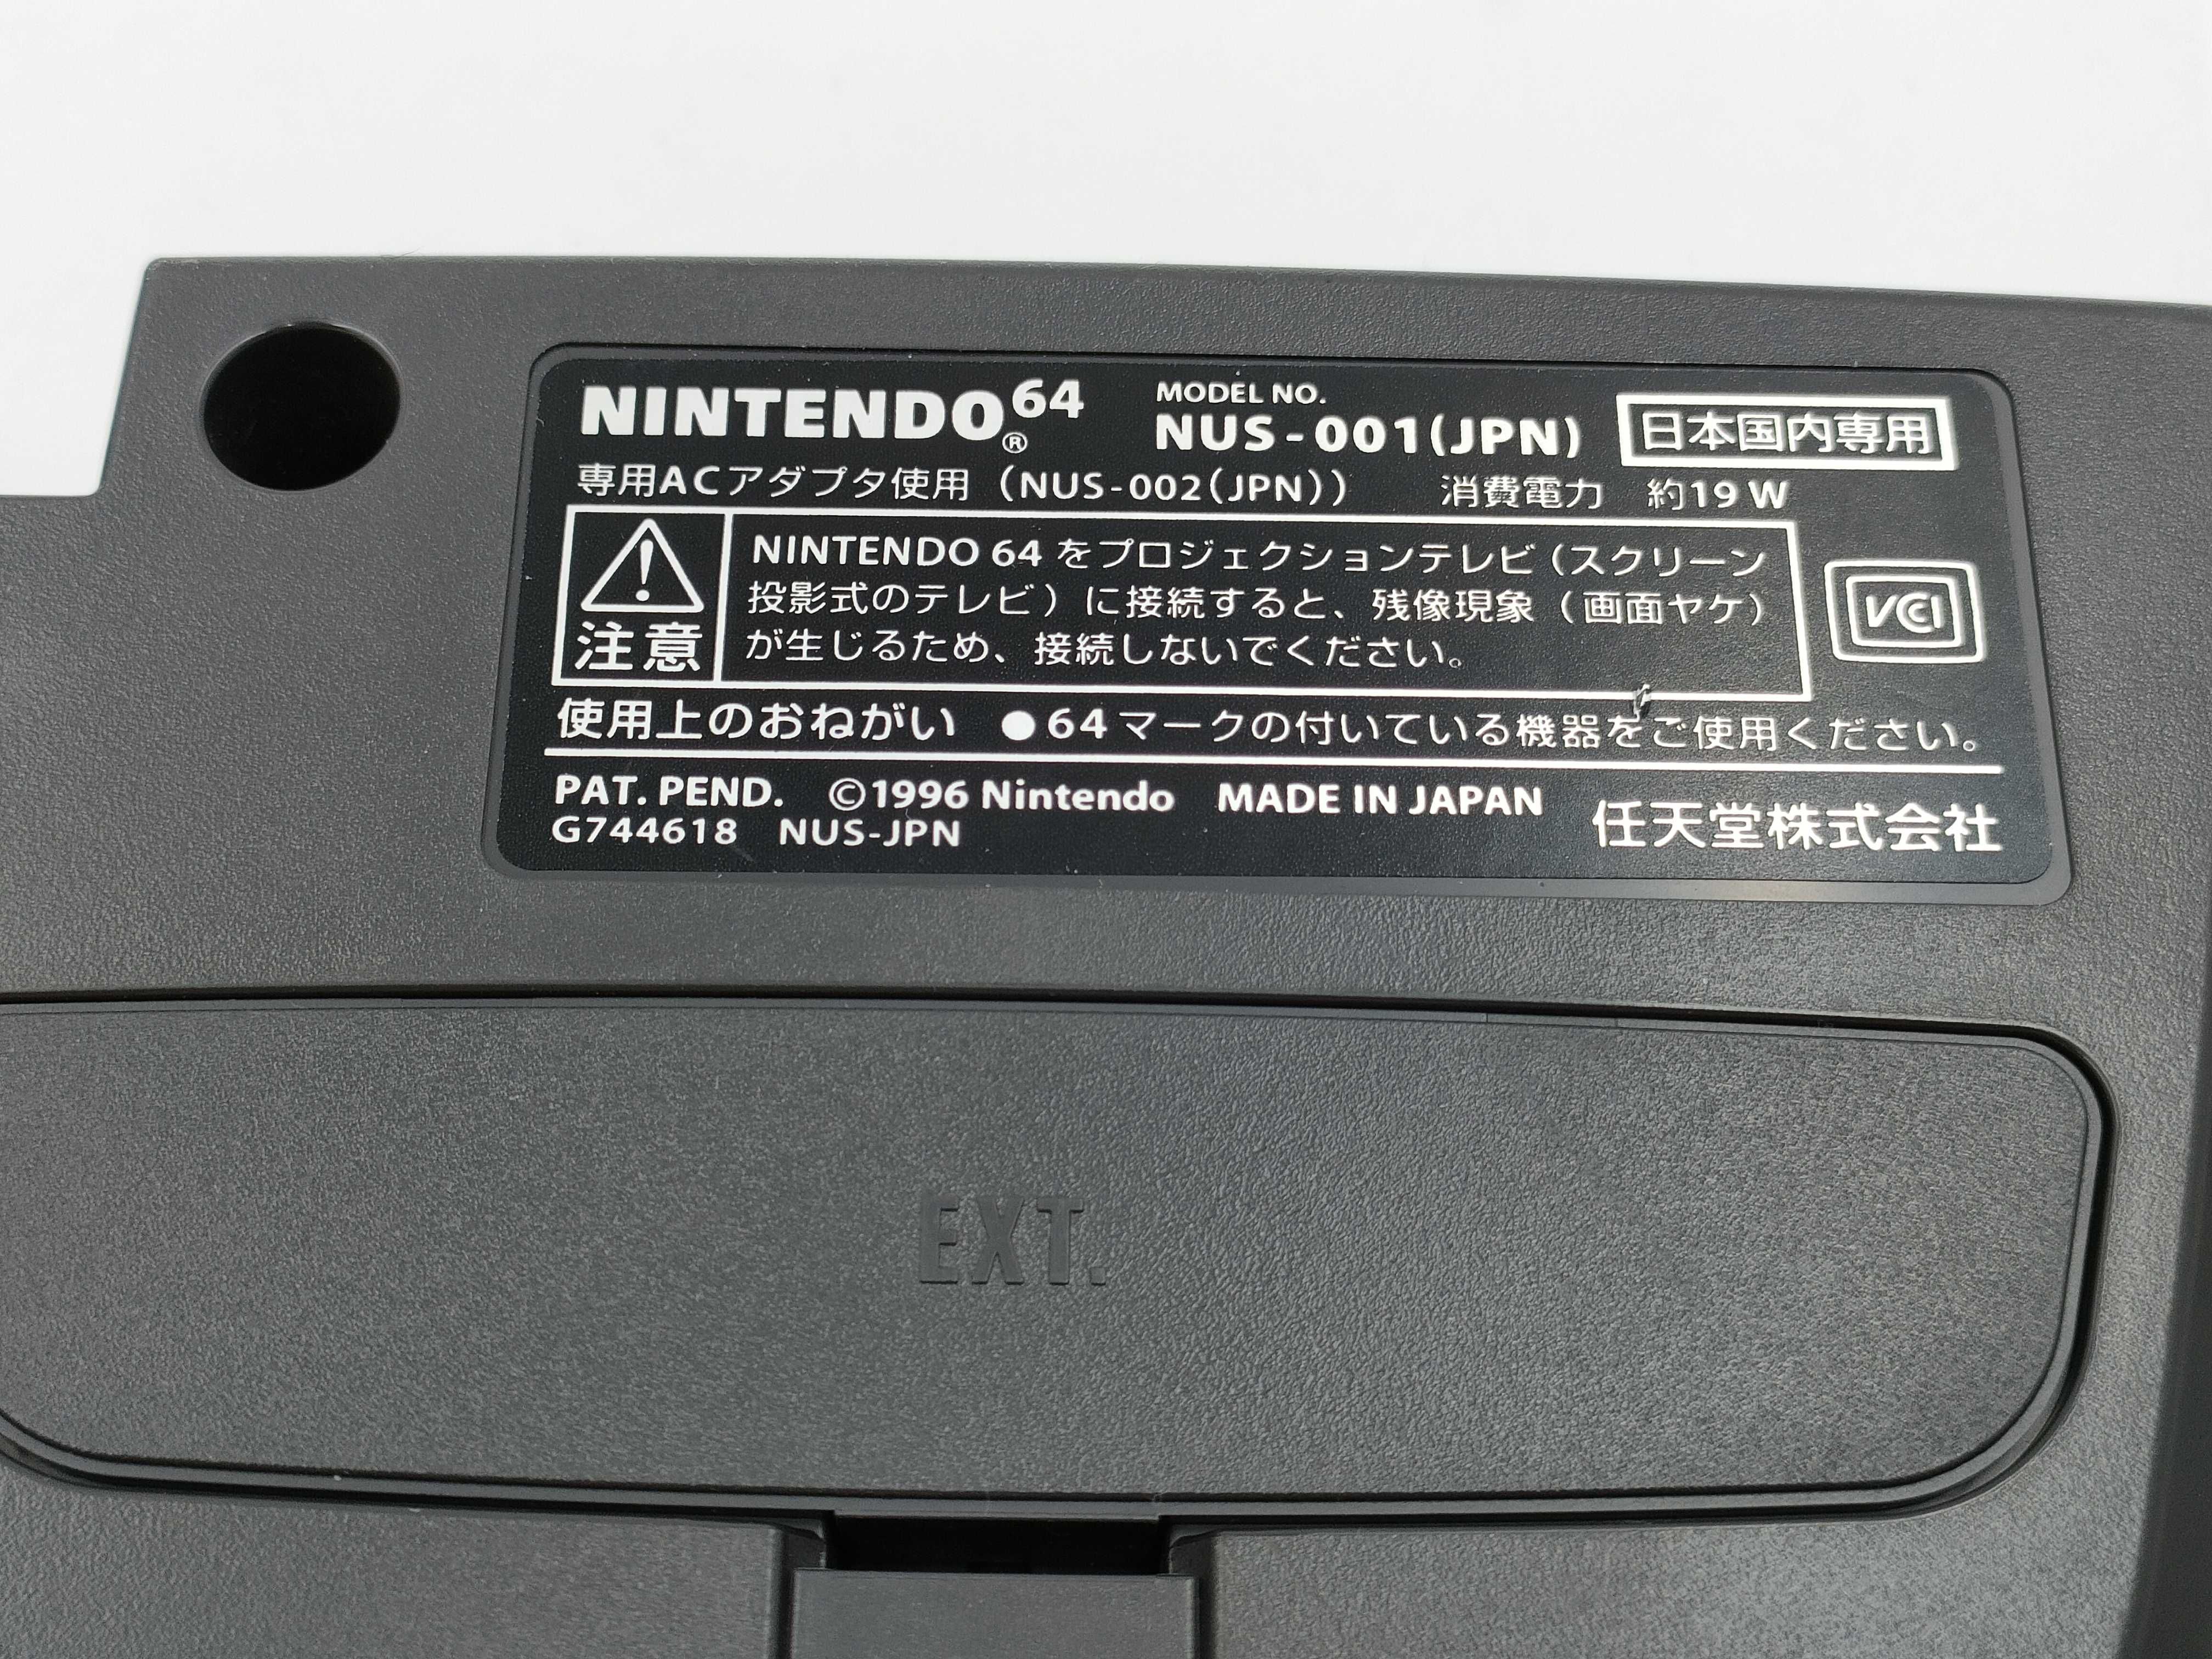 NINTENDO64® MODEL NO. NUS-001(JPN) 日本国内専用
専用ACアダプタ使用（NUS-002(JPN)） 消費電力 約19W
注意
NINTENDO 64 をプロジェクションテレビ（スクリーン
投影式のテレビ）に接続すると、残像現象（画面ヤケ）
が生じるため、接続しないでください。
VCCI
使用上のおねがい ●64マークの付いている機器をご使用ください。
PAT. PEND. ©1996 Nintendo MADE IN JAPAN
G744618 NUS-JPN
任天堂株式会社
EXT.